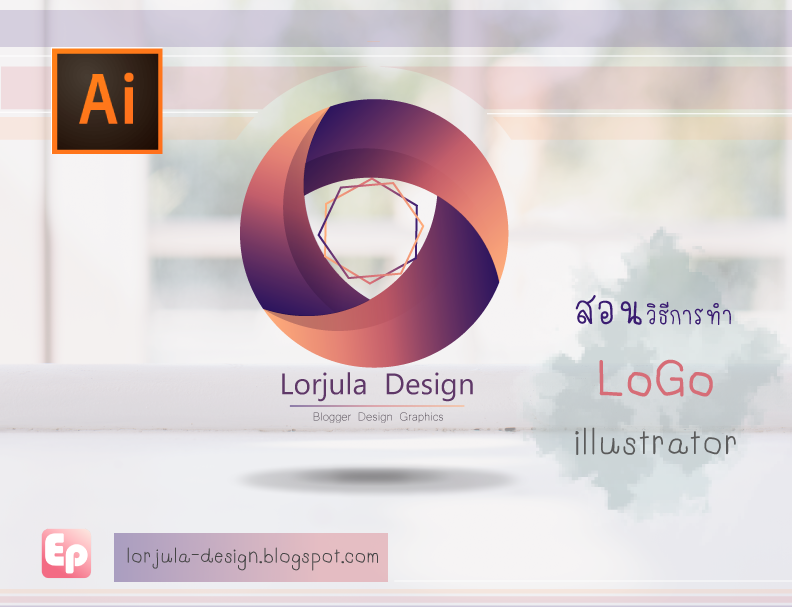 Ai
Lorjula Design
Blogger Design Graphics
สอนวิธีการทำ
LoGo
illustrator
Ep
lorjula-design.blogspot.com